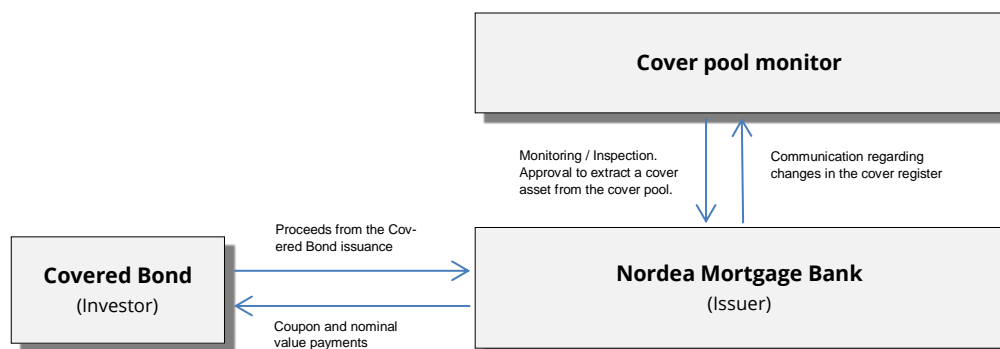 Cover pool monitor
Monitoring / Inspection.
Approval to extract a cover
asset from the cover pool.
Communication regarding
changes in the cover register
Proceeds from the Cov-
ered Bond issuance
Covered Bond
(Investor)
Nordea Mortgage Bank
(Issuer)
Coupon and nominal
value payments